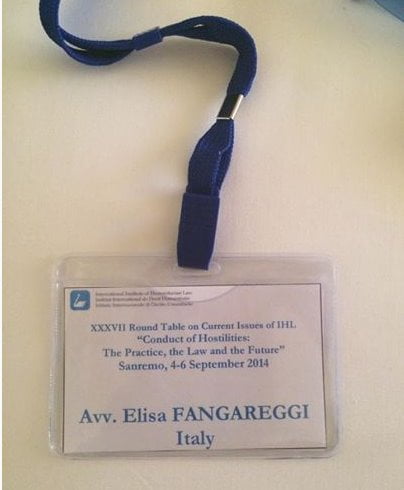 International Institute of Humanitarian Law
Institut International de Droit Humanitaire
Istituto Internazionale di Diritto Umanitario
XXXVII Round Table on Current Issues of IHL
“Conduct of Hostilities:
The Practice, the Law and the Future”
Sanremo, 4-6 September 2014
Avv. Elisa FANGAREGGI
Italy